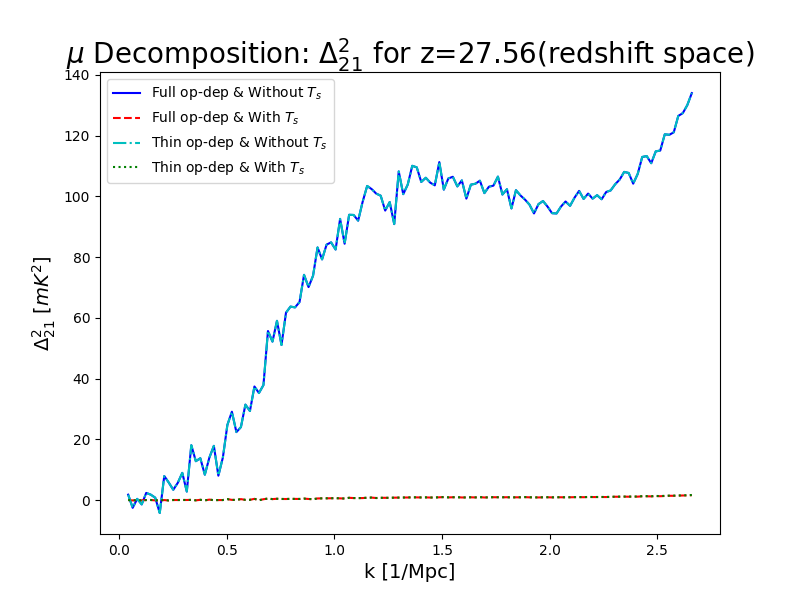 μ Decomposition: Δ²₂₁ for z=27.56(redshift space)
140
120
100
80
60
40
20
0
Δ²₂₁ [mK²]
Full op-dep & Without Tₛ
Full op-dep & With Tₛ
Thin op-dep & Without Tₛ
Thin op-dep & With Tₛ
0.0 0.5 1.0 1.5 2.0 2.5
k [1/Mpc]